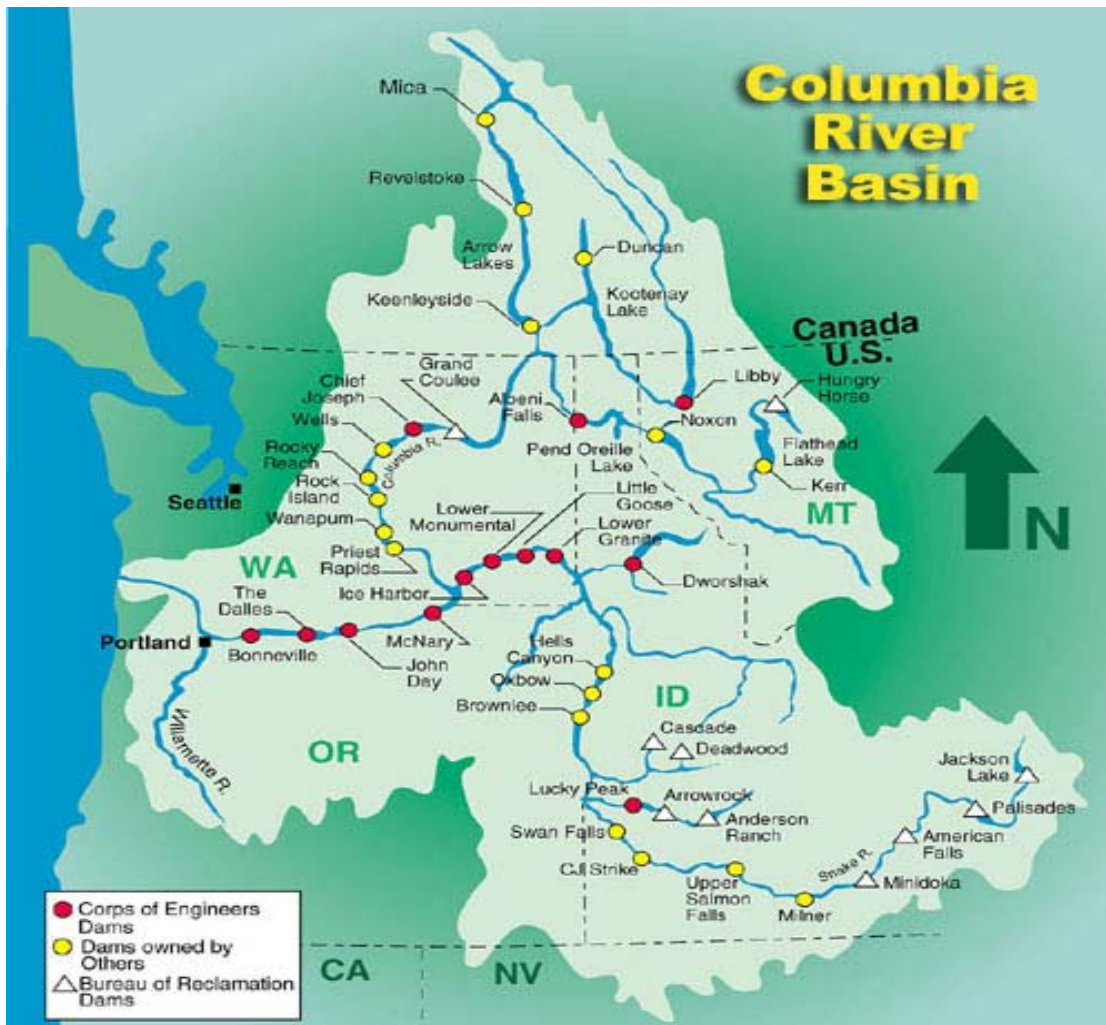 Columbia
River
Basin
Mica
Revelstoke
Arrow
Lakes
Duncan
Kootenay
Lake
Keenleyside
Canada
U.S.
Grand
Coulee
Chief
Joseph
Albeni
Falls
Libby
Hungry
Horse
Wells
Columbia R.
Noxon
Rocky
Reach
Pend Oreille
Lake
Flathead
Lake
Kerr
Rock
Island
Seattle
Little
Goose
Lower
Monumental
Wanapum
Lower
Granite
MT
N
Priest
Rapids
WA
Ice Harbor
Dworshak
The
Dalles
Portland
Bonneville
McNary
John
Day
Hells
Canyon
Oxbow
Brownlee
ID
Willamette R.
OR
Cascade
Deadwood
Jackson
Lake
Lucky Peak
Arrowrock
Anderson
Ranch
Palisades
Swan Falls
American
Falls
CJ Strike
Snake R.
Upper
Salmon
Falls
Minidoka
Milner
Corps of Engineers
Dams
Dams owned by
Others
Bureau of Reclamation
Dams
CA
NV